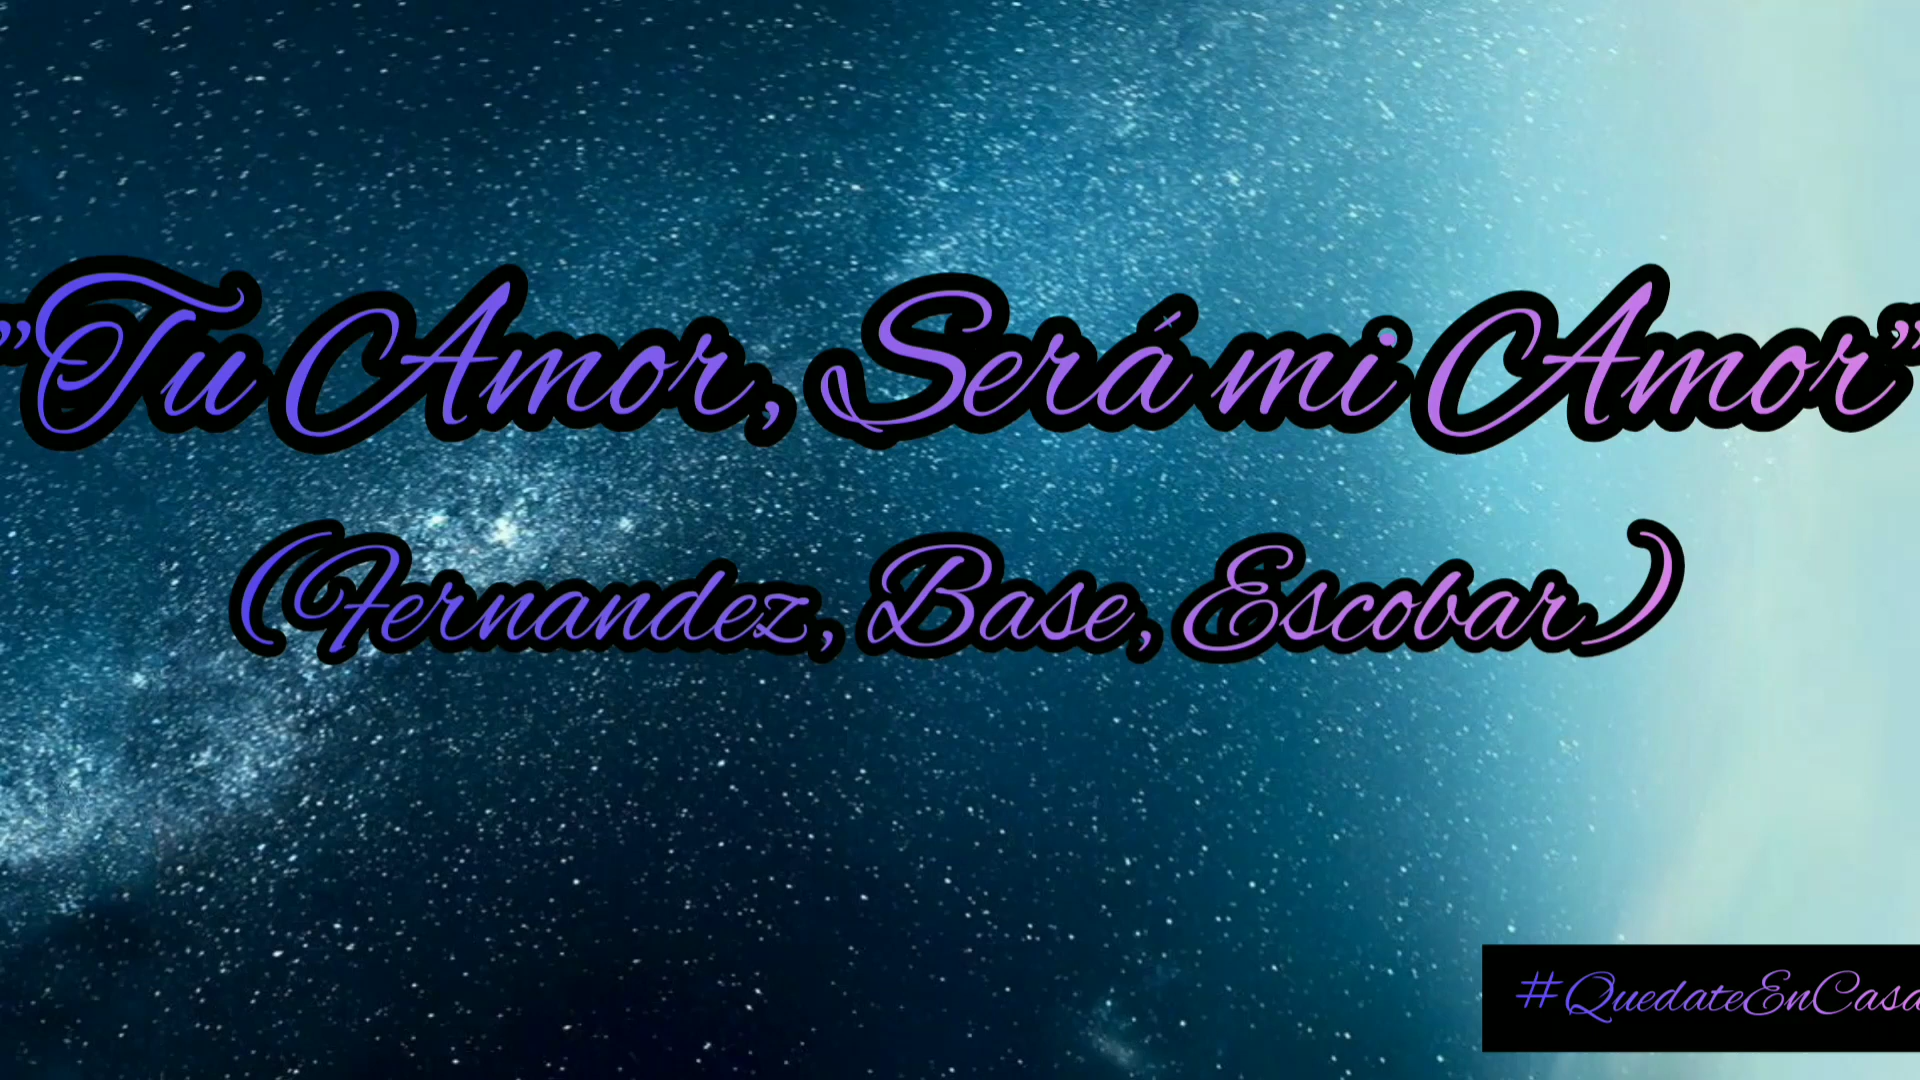 "Tu Amor, Será mi Amor"
(Fernandez, Base, Escobar)
#QuedateEnCasa